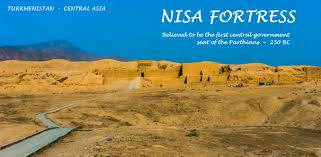 TURKMENISTAN - CENTRAL ASIA
NISA FORTRESS
Believed to be the first central government
seat of the Parthians - 250 BC